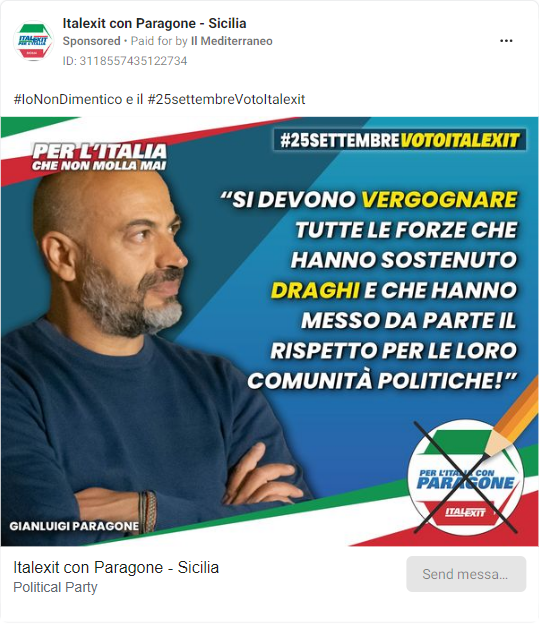 Italexit con Paragone - Sicilia
Sponsored • Paid for by Il Mediterraneo
ID: 3118557435122734
#IoNonDimentico e il #25settembreVotoItalexit
PER L'ITALIA
CHE NON MOLLA MAI
#25SETTEMBREVOTOITALEXIT
“SI DEVONO VERGOGNARE
TUTTE LE FORZE CHE
HANNO SOSTENUTO
DRAGHI E CHE HANNO
MESSO DA PARTE IL
RISPETTO PER LE LORO
COMUNITÀ POLITICHE!”
PER L'ITALIA CON
PARAGONE
ITALEXIT
GIANLUIGI PARAGONE
Italexit con Paragone - Sicilia
Political Party
Send messa...